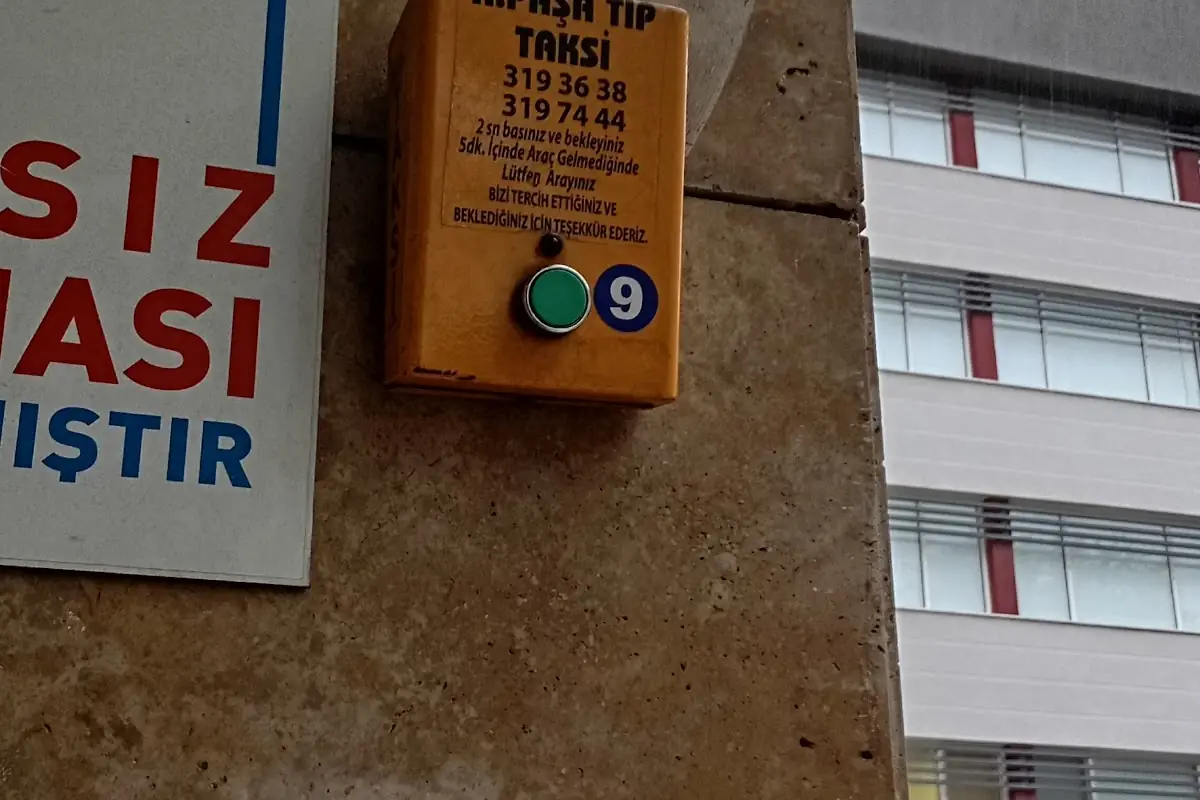 SIZ
ASI
IŞTIR
TIP
TAKSİ
319 36 38
319 74 44
2 sn basınız ve bekleyiniz
5dk. İçinde Araç Gelmediğinde
Lütfen Arayınız
BİZİ TERCİH ETTİĞİNİZ VE
BEKLEDİĞİNİZ İÇİN TEŞEKKÜR EDERİZ.
9